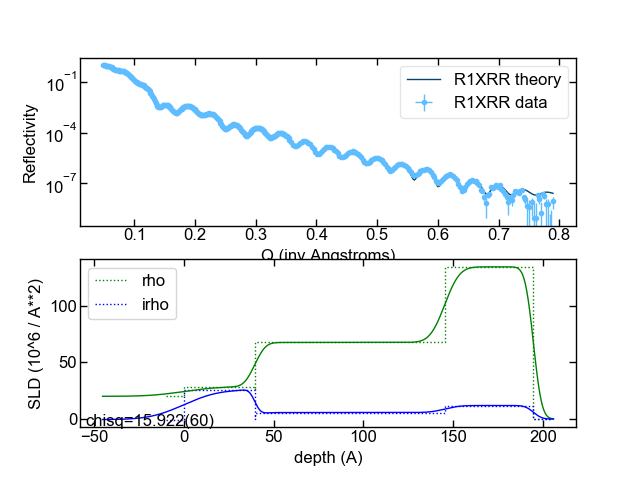 10⁻¹
10⁻⁴
10⁻⁷
Reflectivity
R1XRR theory
R1XRR data
0.1 0.2 0.3 0.4 0.5 0.6 0.7 0.8
Q (inv Angstroms)
SLD (10^6 / A**2)
100
50
0
rho
irho
chisq=15.922(60)
−50 0 50 100 150 200
depth (A)